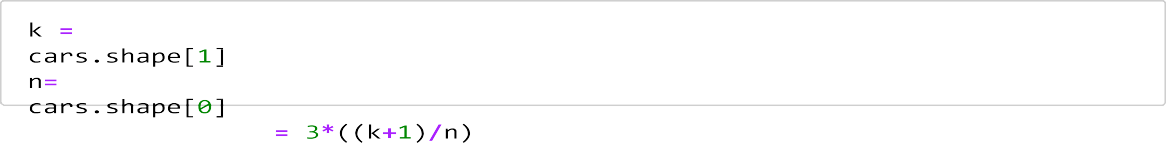 k =
cars.shape[1]
n=
cars.shape[0]
= 3*((k+1)/n)